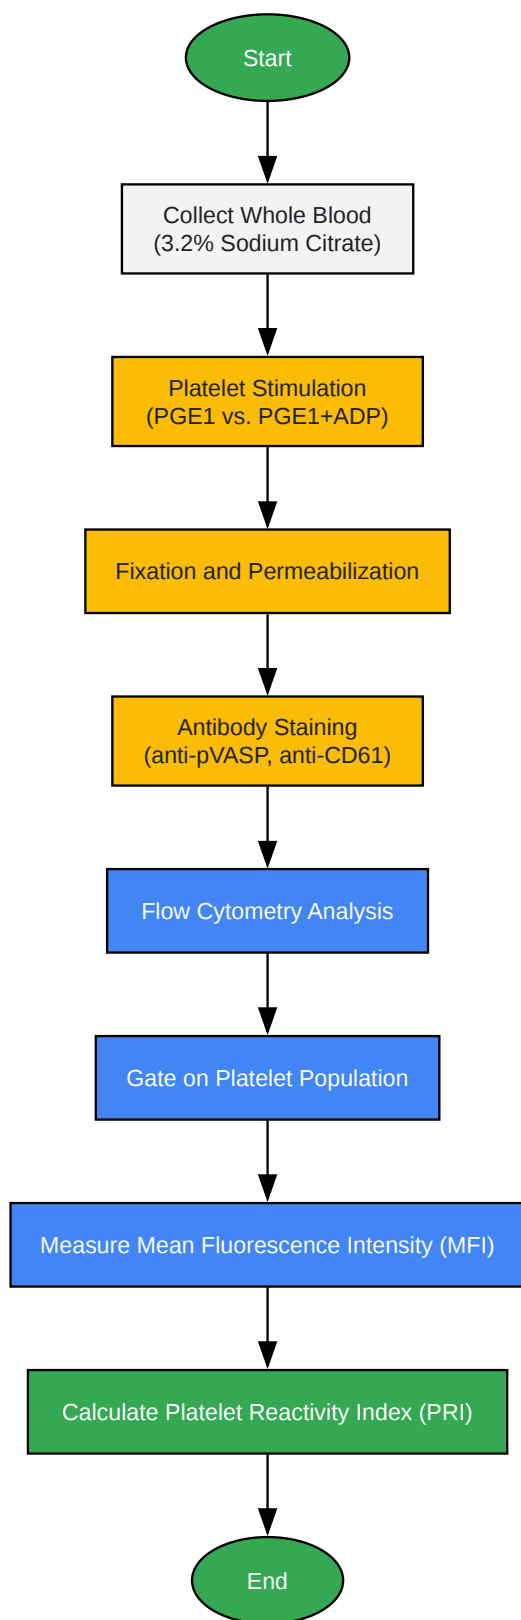 Start
Collect Whole Blood
(3.2% Sodium Citrate)
Platelet Stimulation
(PGE1 vs. PGE1+ADP)
Fixation and Permeabilization
Antibody Staining
(anti-pVASP, anti-CD61)
Flow Cytometry Analysis
Gate on Platelet Population
Measure Mean Fluorescence Intensity (MFI)
Calculate Platelet Reactivity Index (PRI)
End